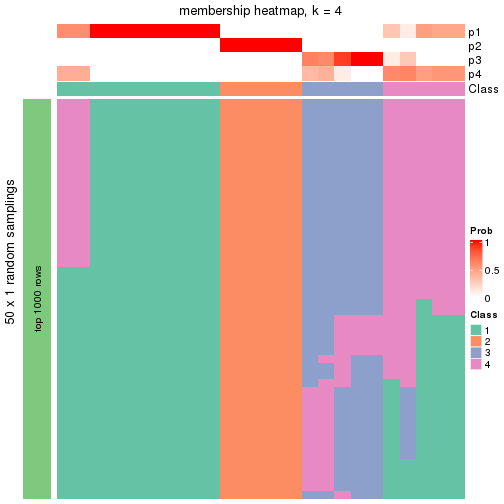 membership heatmap, k = 4
p1
p2
p3
p4
Class
50 x 1 random samplings
top 1000 rows
Prob
1
0.5
0
Class
1
2
3
4